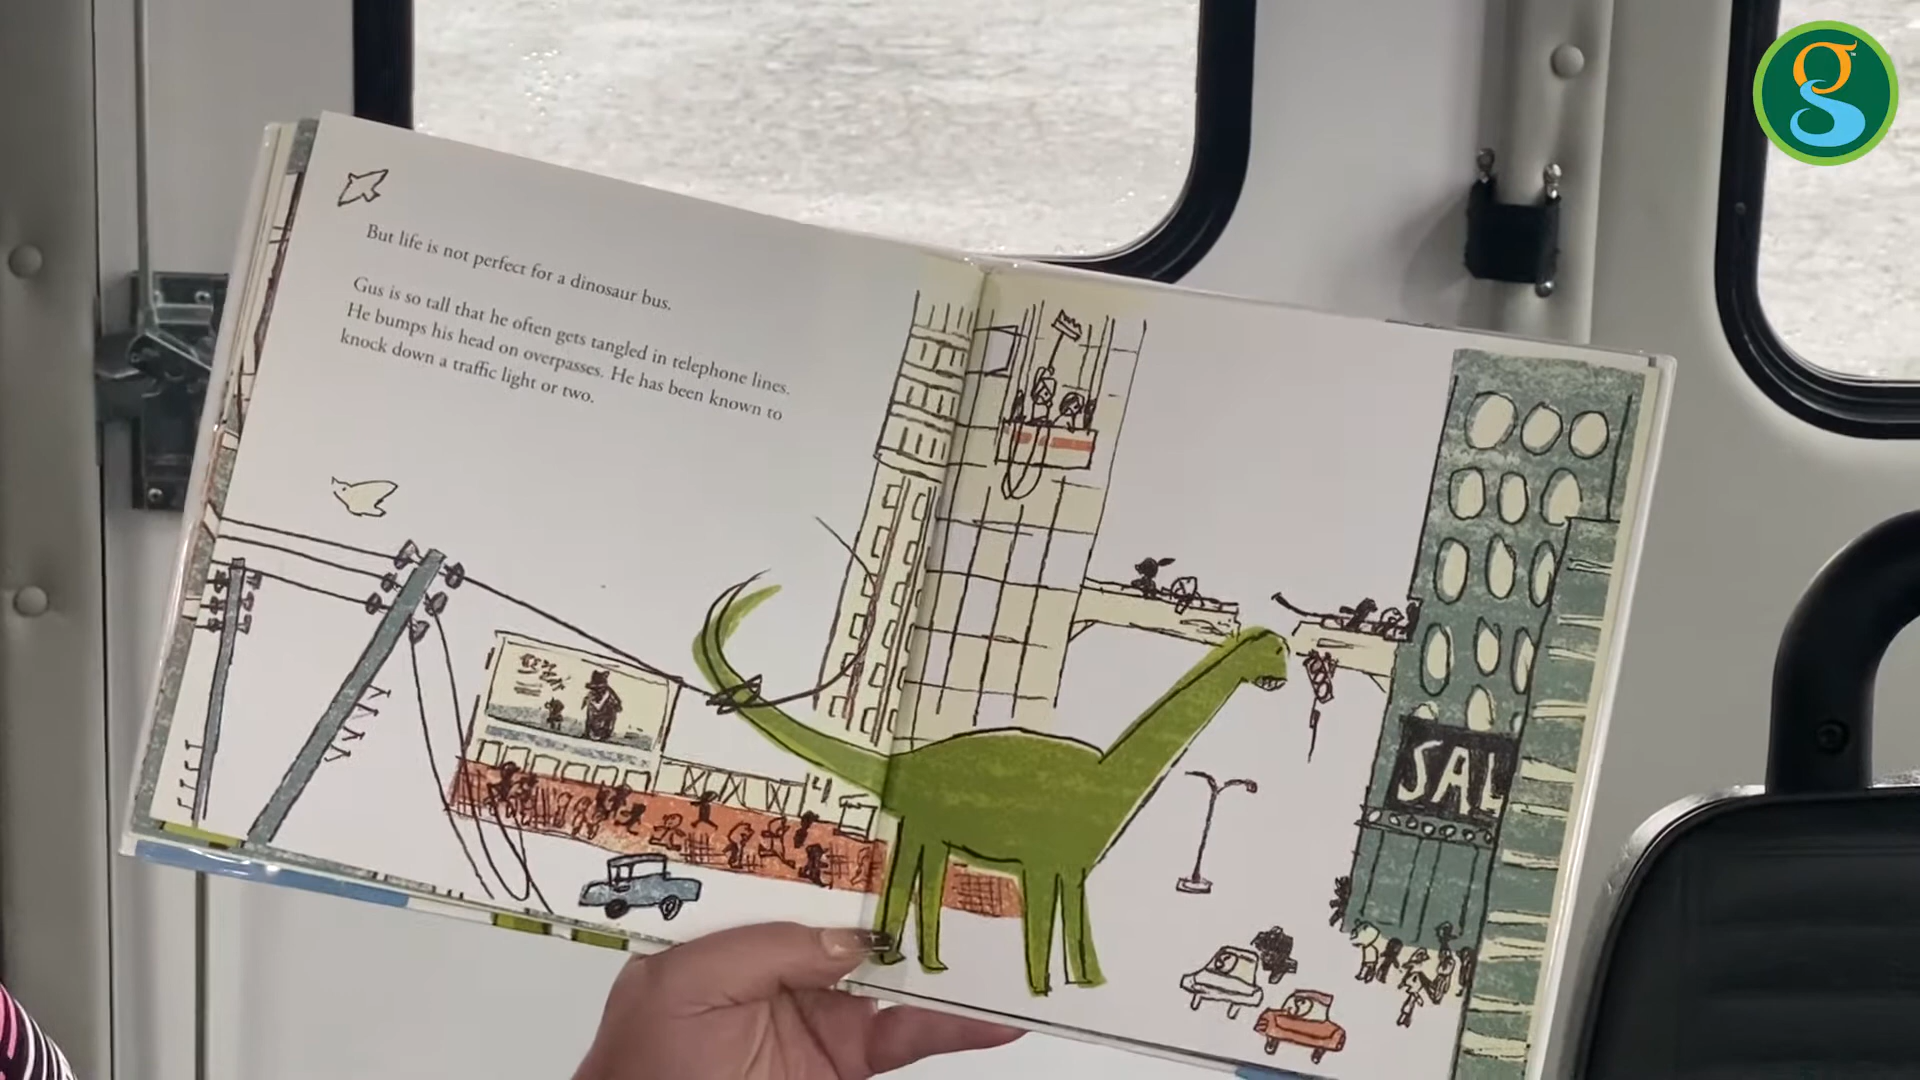 But life is not perfect for a dinosaur bus.
Gus is so tall that he often gets tangled in telephone lines.
He bumps his head on overpasses. He has been known to
knock down a traffic light or two.
SAL
g